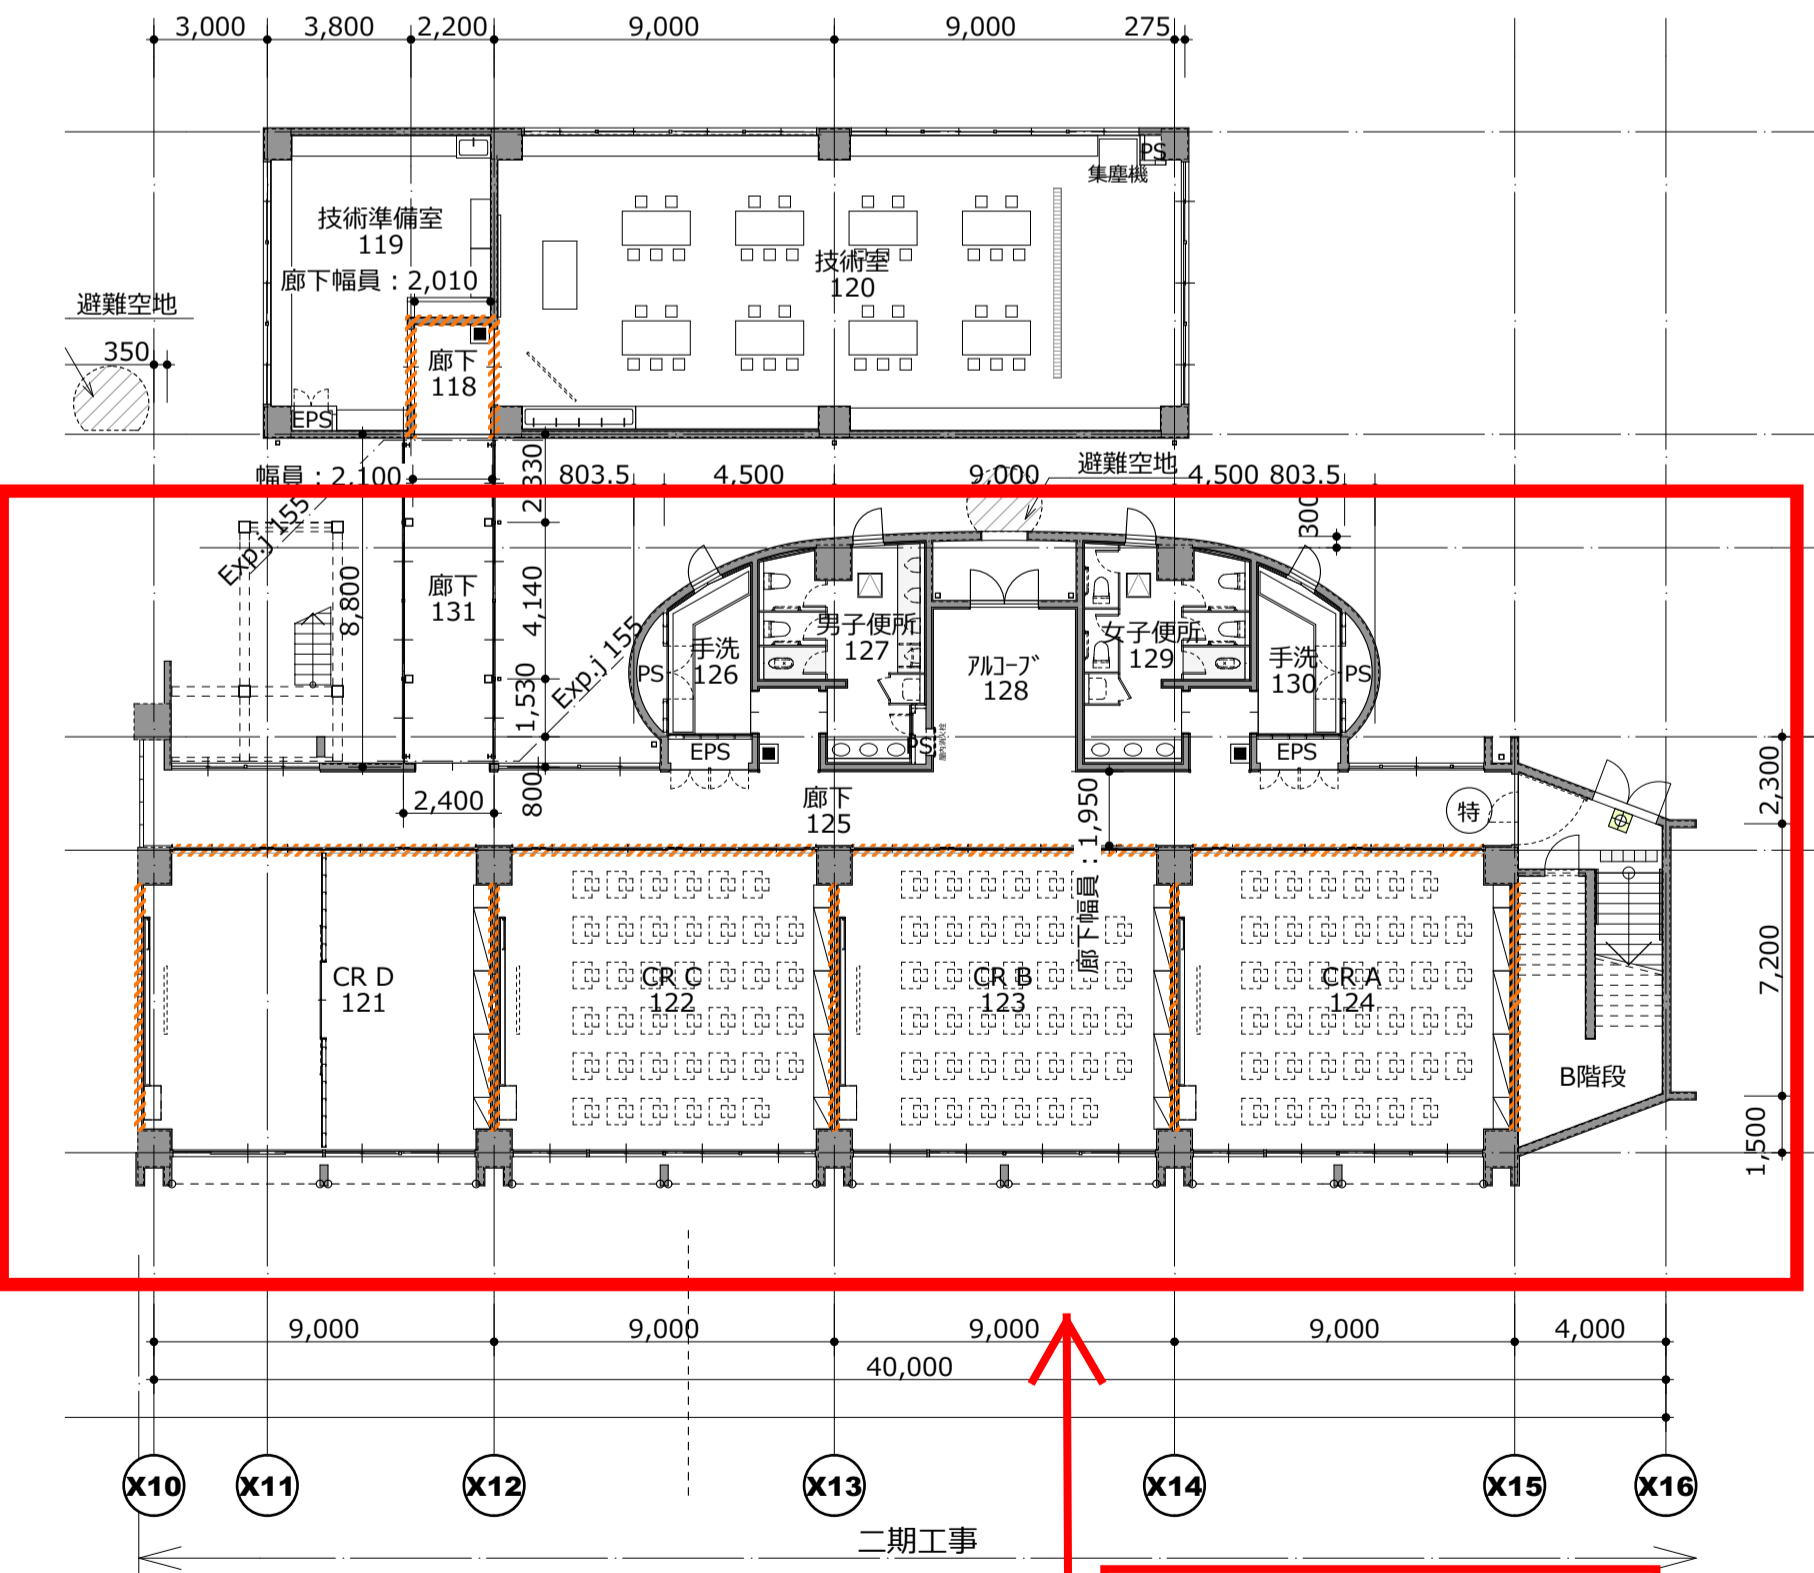 3,000 3,800 2,200 9,000 9,000 275
PS
集塵機
技術準備室
119
技術室
120
廊下幅員：2,010
避難空地
350
廊下
118
EPS
幅員：2,100
2,330
803.5 4,500 9,000 4,500 803.5
避難空地
300
Exp.j 155
8,800
廊下
131
4,140
1,530
Exp.j 155
800
2,400
PS
手洗
126
男子便所
127
ｱﾙｺｰﾌﾞ
128
女子便所
129
手洗
130
PS
EPS
PS
EPS
廊下
125
廊下幅員：1,950
特
2,300
7,200
1,500
CR D
121
CR C
122
CR B
123
CR A
124
B階段
9,000 9,000 9,000 9,000 4,000
40,000
X10 X11 X12 X13 X14 X15 X16
二期工事